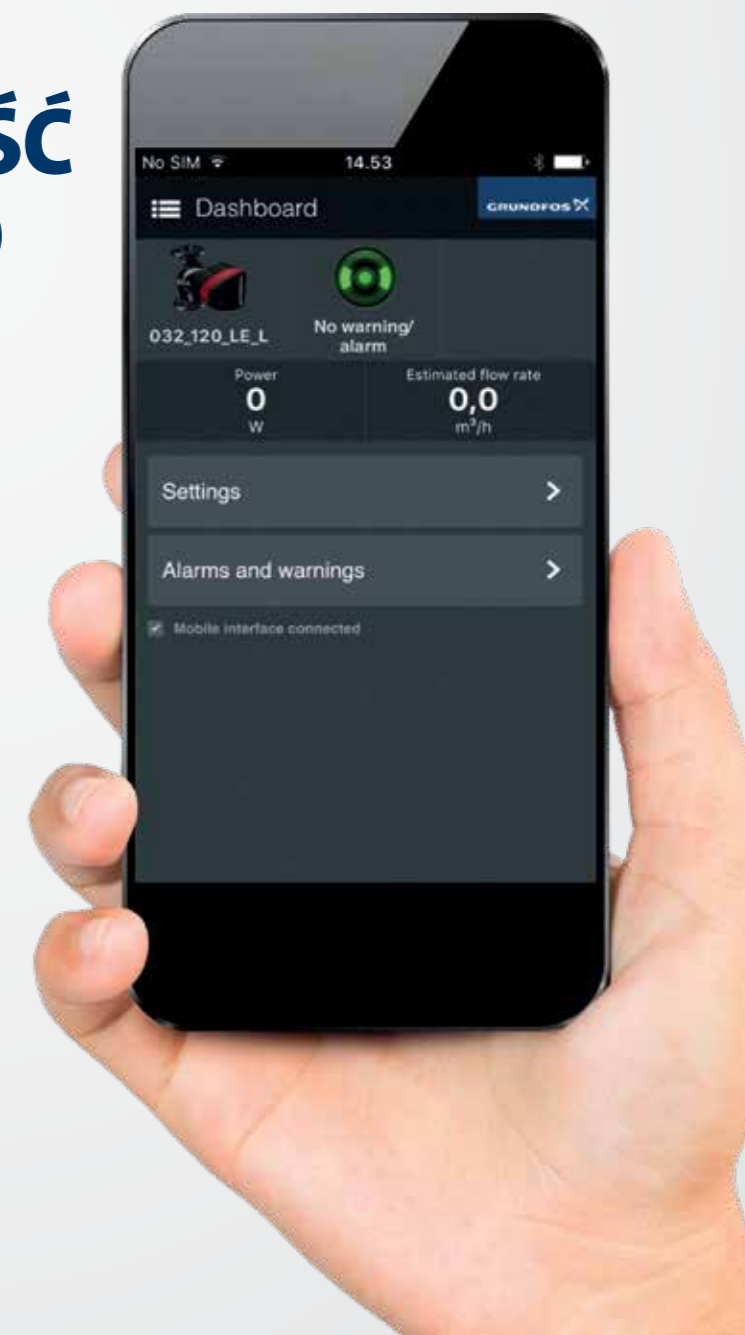 ŚĆ
No SIM 14.53
Dashboard
GRUNDFOS
032_120_LE_L
No warning/
alarm
Power
0
W
Estimated flow rate
0,0
m³/h
Settings
Alarms and warnings
Mobile interface connected